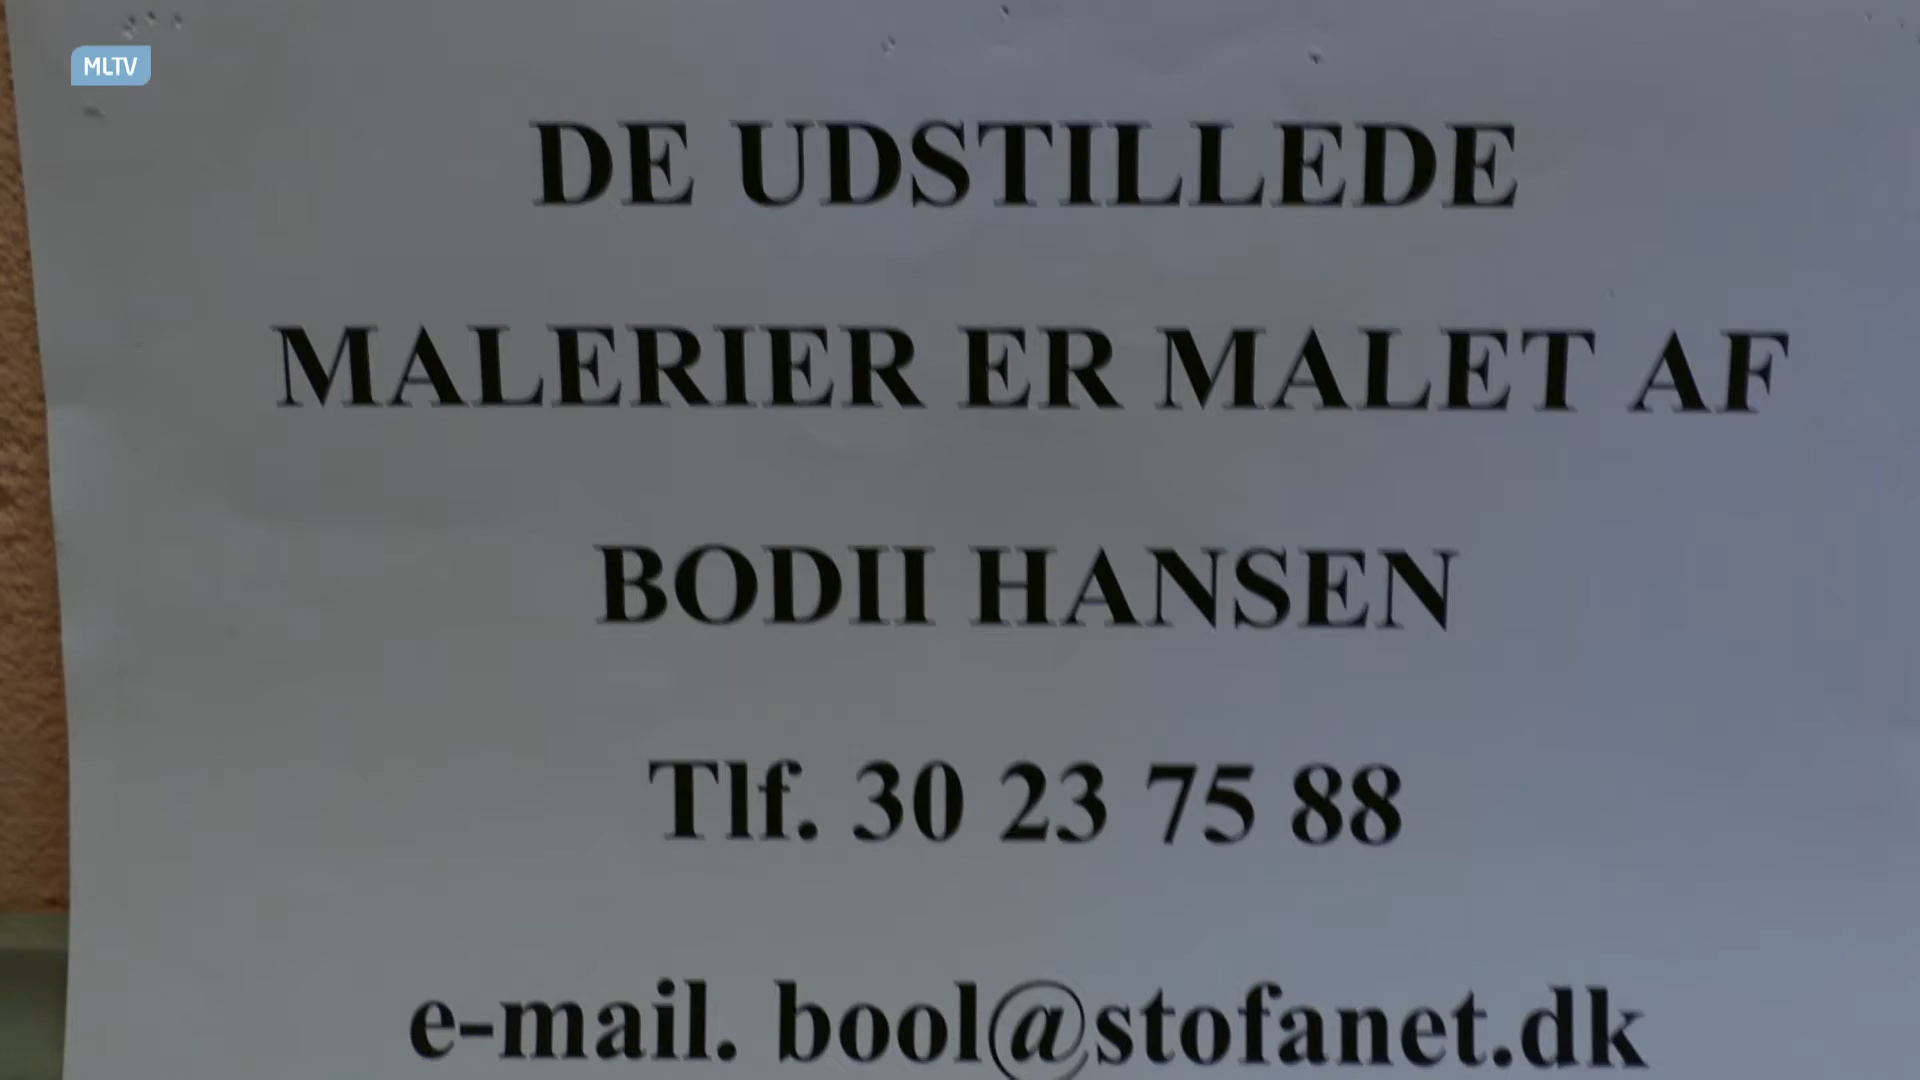 MLTV
DE UDSTILLEDE
MALERIER ER MALET AF
BODII HANSEN
Tlf. 30 23 75 88
e-mail. bool@stofanet.dk